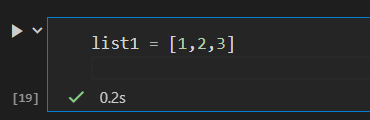 list1 = [1,2,3]
[19] 0.2s